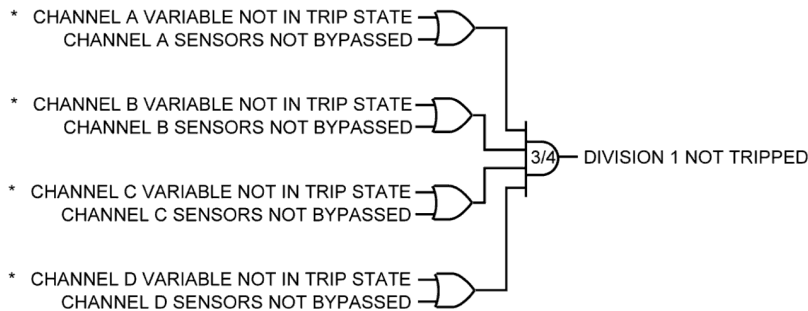 * CHANNEL A VARIABLE NOT IN TRIP STATE
CHANNEL A SENSORS NOT BYPASSED
* CHANNEL B VARIABLE NOT IN TRIP STATE
CHANNEL B SENSORS NOT BYPASSED
3/4
DIVISION 1 NOT TRIPPED
* CHANNEL C VARIABLE NOT IN TRIP STATE
CHANNEL C SENSORS NOT BYPASSED
* CHANNEL D VARIABLE NOT IN TRIP STATE
CHANNEL D SENSORS NOT BYPASSED